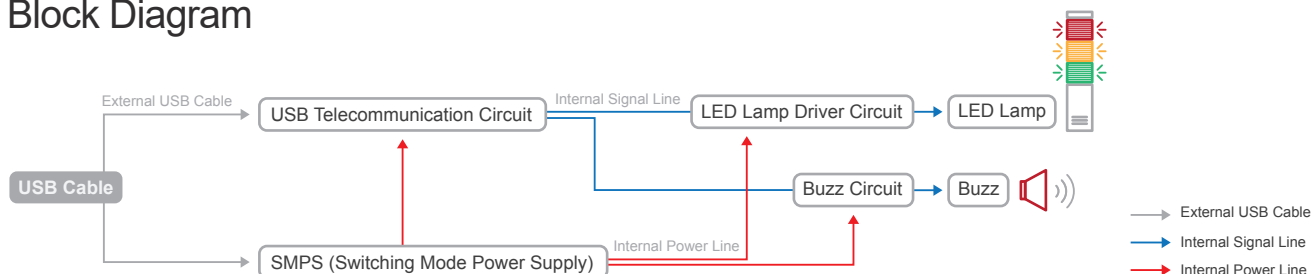 Block Diagram
External USB Cable
USB Telecommunication Circuit
Internal Signal Line
LED Lamp Driver Circuit
LED Lamp
USB Cable
Buzz Circuit
Buzz
SMPS (Switching Mode Power Supply)
Internal Power Line
External USB Cable
Internal Signal Line
Internal Power Line